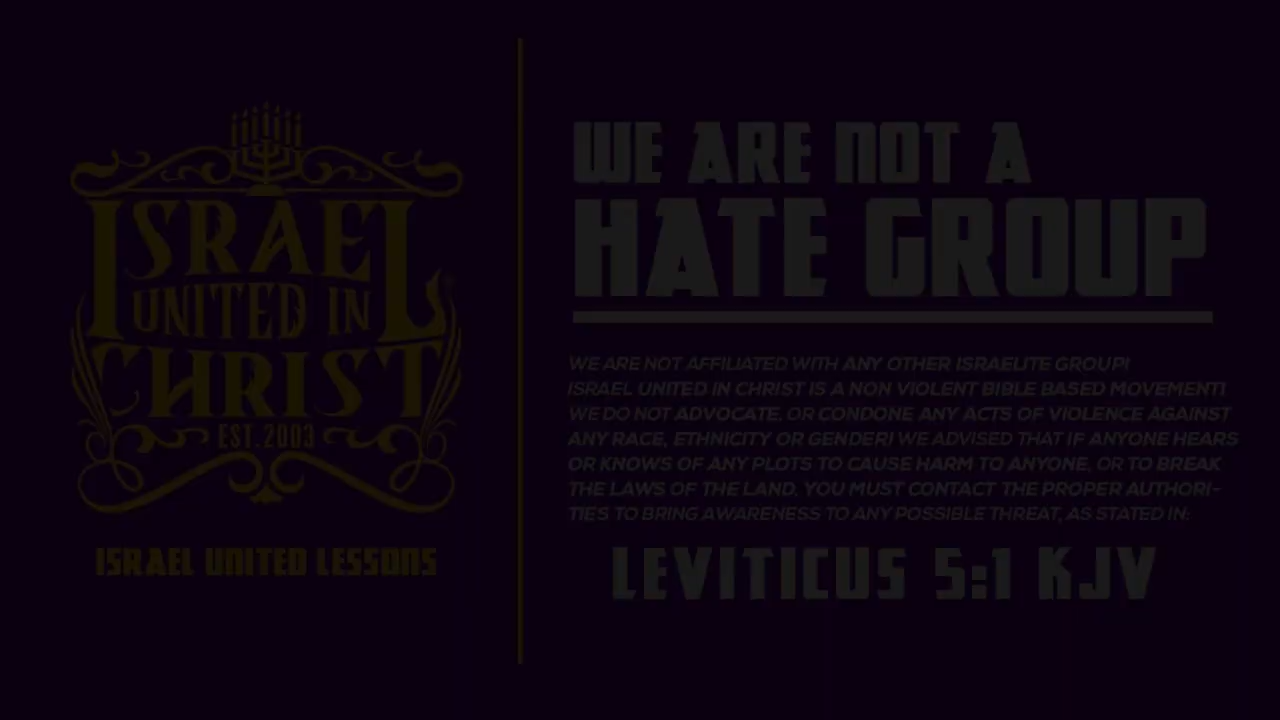 ISRAEL
UNITED IN
CHRIST
EST. 2003
ISRAEL UNITED LESSONS
WE ARE NOT A
HATE GROUP
WE ARE NOT AFFILIATED WITH ANY OTHER ISRAELITE GROUP!
ISRAEL UNITED IN CHRIST IS A NON VIOLENT BIBLE BASED MOVEMENT!
WE DO NOT ADVOCATE, OR CONDONE ANY ACTS OF VIOLENCE AGAINST
ANY RACE, ETHNICITY OR GENDER! WE ADVISED THAT IF ANYONE HEARS
OR KNOWS OF ANY PLOTS TO CAUSE HARM TO ANYONE, OR TO BREAK
THE LAWS OF THE LAND. YOU MUST CONTACT THE PROPER AUTHORI-
TIES TO BRING AWARENESS TO ANY POSSIBLE THREAT, AS STATED IN:
LEVITICUS 5:1 KJV